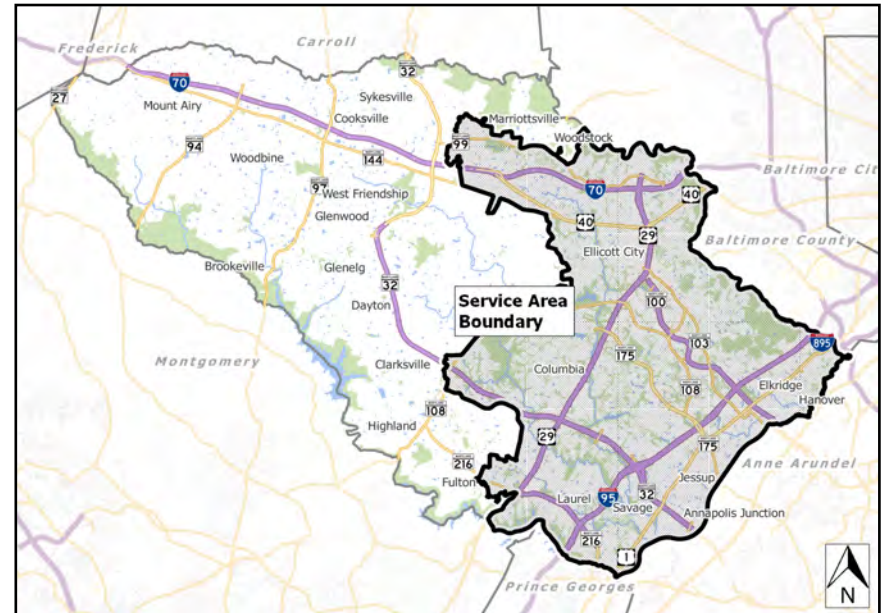 Frederick
Carroll
27
70
32
Mount Airy
Sykesville
Cooksville
Marriottsville
Woodstock
94
144
99
Woodbine
Baltimore Cit
97
West Friendship
70
40
Glenwood
40
29
Baltimore County
Brookeville
Glenelg
Ellicott City
32
Dayton
Service Area
Boundary
100
103
895
Montgomery
175
Clarksville
Columbia
Elkridge
108
Hanover
108
Highland
29
175
Anne Arundel
216
Fulton
Jessup
Laurel
95
32
Savage
Annapolis Junction
216
1
Prince Georges
N